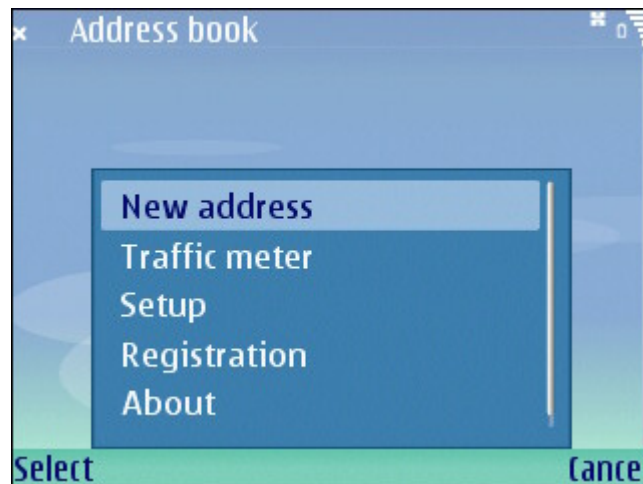 Address book
New address
Traffic meter
Setup
Registration
About
Select Cance